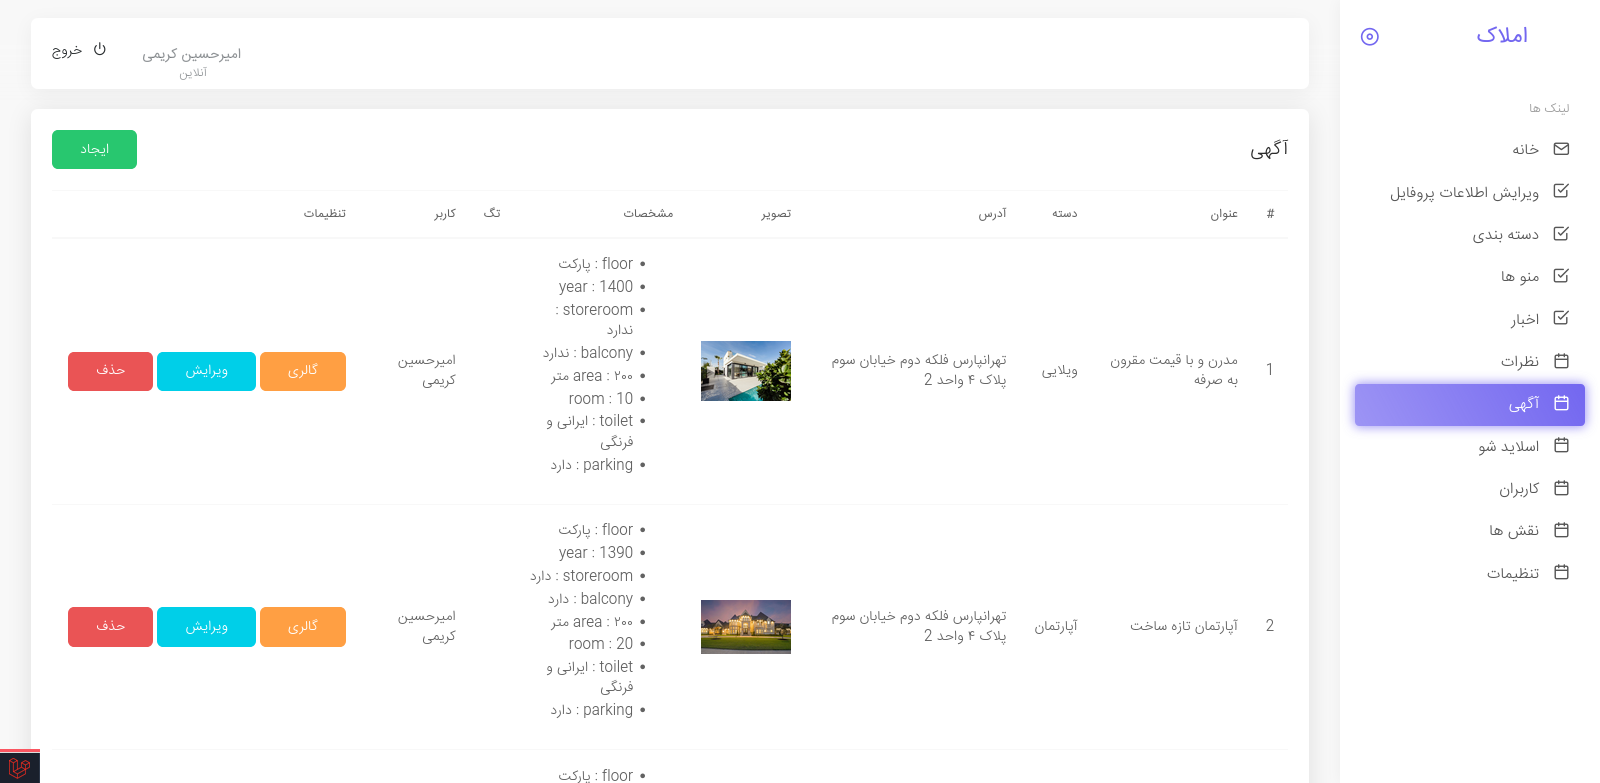 املاک
لینک ها
خانه
ویرایش اطلاعات پروفایل
دسته بندی
منو ها
اخبار
نظرات
آگهی
اسلاید شو
کاربران
نقش ها
تنظیمات
امیرحسین کریمی
آنلاین
خروج
آگهی
ایجاد
# عنوان دسته آدرس تصویر مشخصات تگ کاربر تنظیمات
1
مدرن و با قیمت مقرون
به صرفه
ویلایی
تهرانپارس فلکه دوم خیابان سوم
پلاک ۴ واحد 2
• floor : پارکت
• year : 1400
• storeroom :
ندارد
• balcony : ندارد
• area : ۲۰۰ متر
• room : 10
• toilet : ایرانی و
فرنگی
• parking : دارد
امیرحسین
کریمی
گالری ویرایش حذف
2
آپارتمان تازه ساخت
آپارتمان
تهرانپارس فلکه دوم خیابان سوم
پلاک ۴ واحد 2
• floor : پارکت
• year : 1390
• storeroom : دارد
• balcony : دارد
• area : ۲۰۰ متر
• room : 20
• toilet : ایرانی و
فرنگی
• parking : دارد
امیرحسین
کریمی
گالری ویرایش حذف
• floor : پارکت